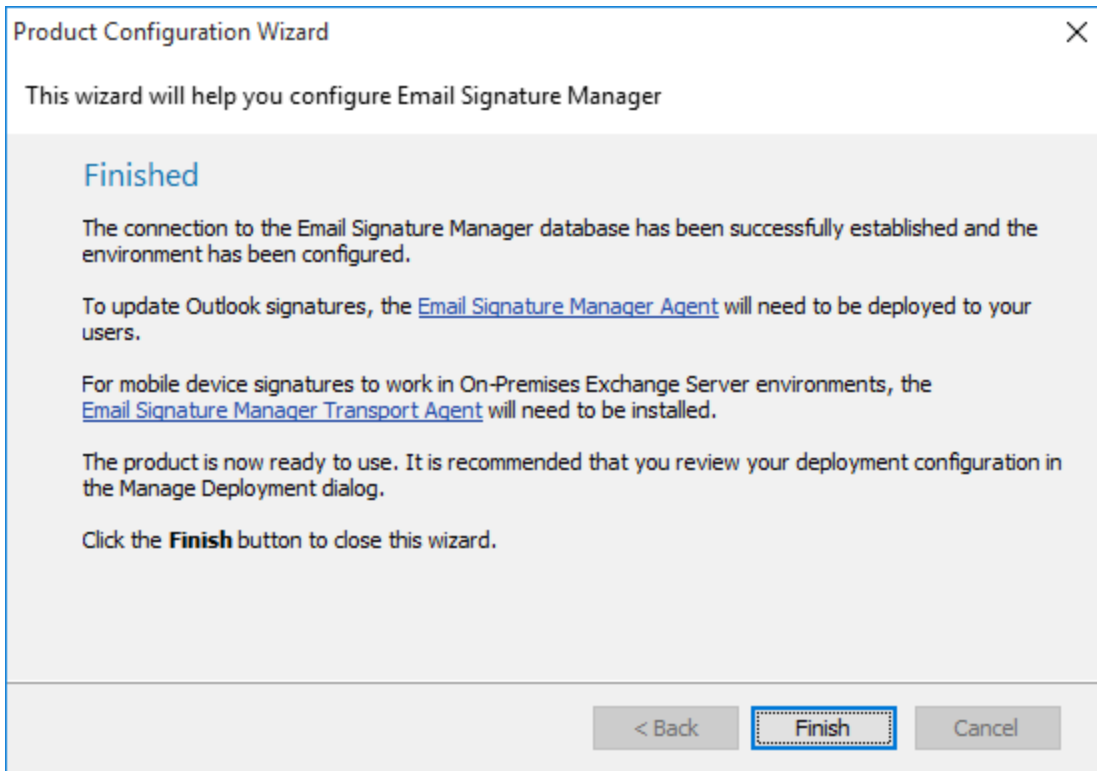 Product Configuration Wizard
This wizard will help you configure Email Signature Manager
Finished
The connection to the Email Signature Manager database has been successfully established and the
environment has been configured.
To update Outlook signatures, the Email Signature Manager Agent will need to be deployed to your
users.
For mobile device signatures to work in On-Premises Exchange Server environments, the
Email Signature Manager Transport Agent will need to be installed.
The product is now ready to use. It is recommended that you review your deployment configuration in
the Manage Deployment dialog.
Click the Finish button to close this wizard.
< Back Finish Cancel